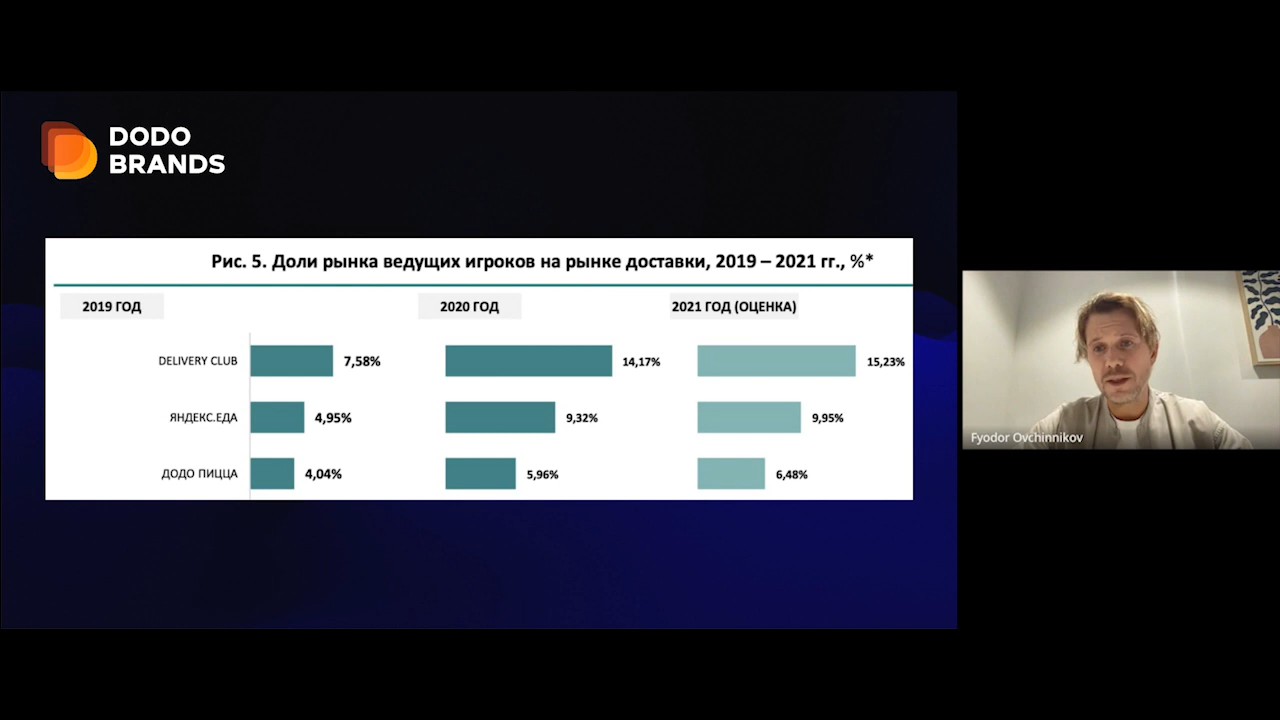 DODO
BRANDS
Рис. 5. Доли рынка ведущих игроков на рынке доставки, 2019 – 2021 гг., %*
2019 ГОД
2020 ГОД
2021 ГОД (ОЦЕНКА)
DELIVERY CLUB
7,58%
14,17%
15,23%
ЯНДЕКС.ЕДА
4,95%
9,32%
9,95%
ДОДО ПИЦЦА
4,04%
5,96%
6,48%
Fyodor Ovchinnikov